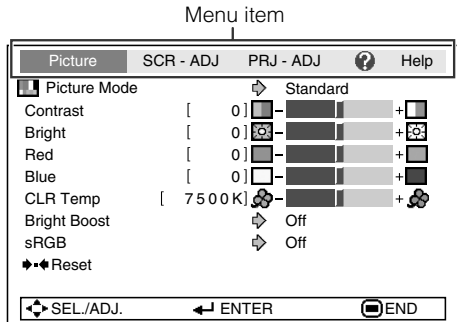 Menu item
Picture SCR - ADJ PRJ - ADJ ? Help
Picture Mode Standard
Contrast [ 0] - +
Bright [ 0] - +
Red [ 0] - +
Blue [ 0] - +
CLR Temp [ 7500K] - +
Bright Boost Off
sRGB Off
Reset
SEL./ADJ. ENTER END